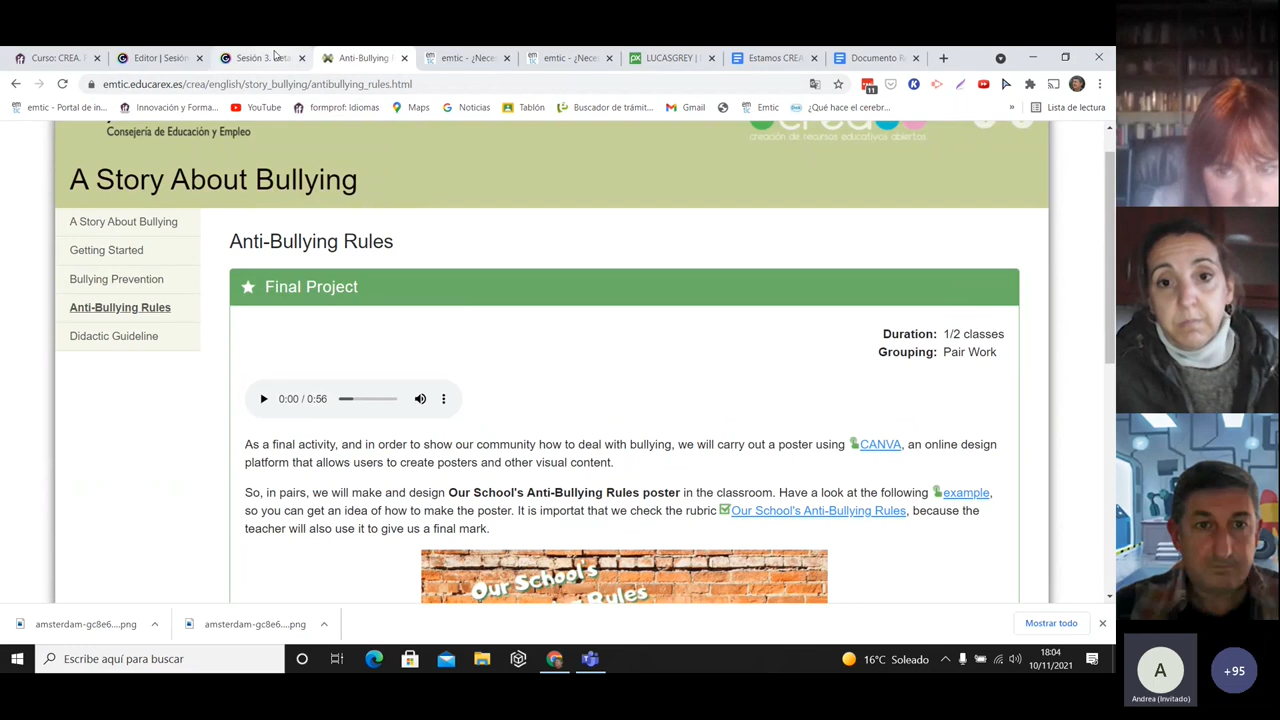 Curso: CREA.
Editor | Sesión
Sesión 3.
Anti-Bullying
emtic - ¿Nece
emtic - ¿Nece
LUCASGREY |
Estamos CREA
Documento R
emtic.educarex.es/crea/english/story_bullying/antibullying_rules.html
11
emtic - Portal de in...
Innovación y Forma...
YouTube
formprof: Idiomas
Maps
Noticias
Tablón
Buscador de trámit...
Gmail
Emtic
¿Qué hace el cerebr...
»
Lista de lectura
Consejería de Educación y Empleo
creación de recursos educativos abiertos
A Story About Bullying
A Story About Bullying
Getting Started
Bullying Prevention
Anti-Bullying Rules
Didactic Guideline
Anti-Bullying Rules
Final Project
Duration: 1/2 classes
Grouping: Pair Work
0:00 / 0:56
As a final activity, and in order to show our community how to deal with bullying, we will carry out a poster using CANVA, an online design
platform that allows users to create posters and other visual content.
So, in pairs, we will make and design Our School's Anti-Bullying Rules poster in the classroom. Have a look at the following example,
so you can get an idea of how to make the poster. It is importat that we check the rubric Our School's Anti-Bullying Rules, because the
teacher will also use it to give us a final mark.
Our School's
Rules
amsterdam-gc8e6....png
amsterdam-gc8e6....png
Mostrar todo
Escribe aquí para buscar
16°C Soleado
18:04
10/11/2021
A
Andrea (Invitado)
+95